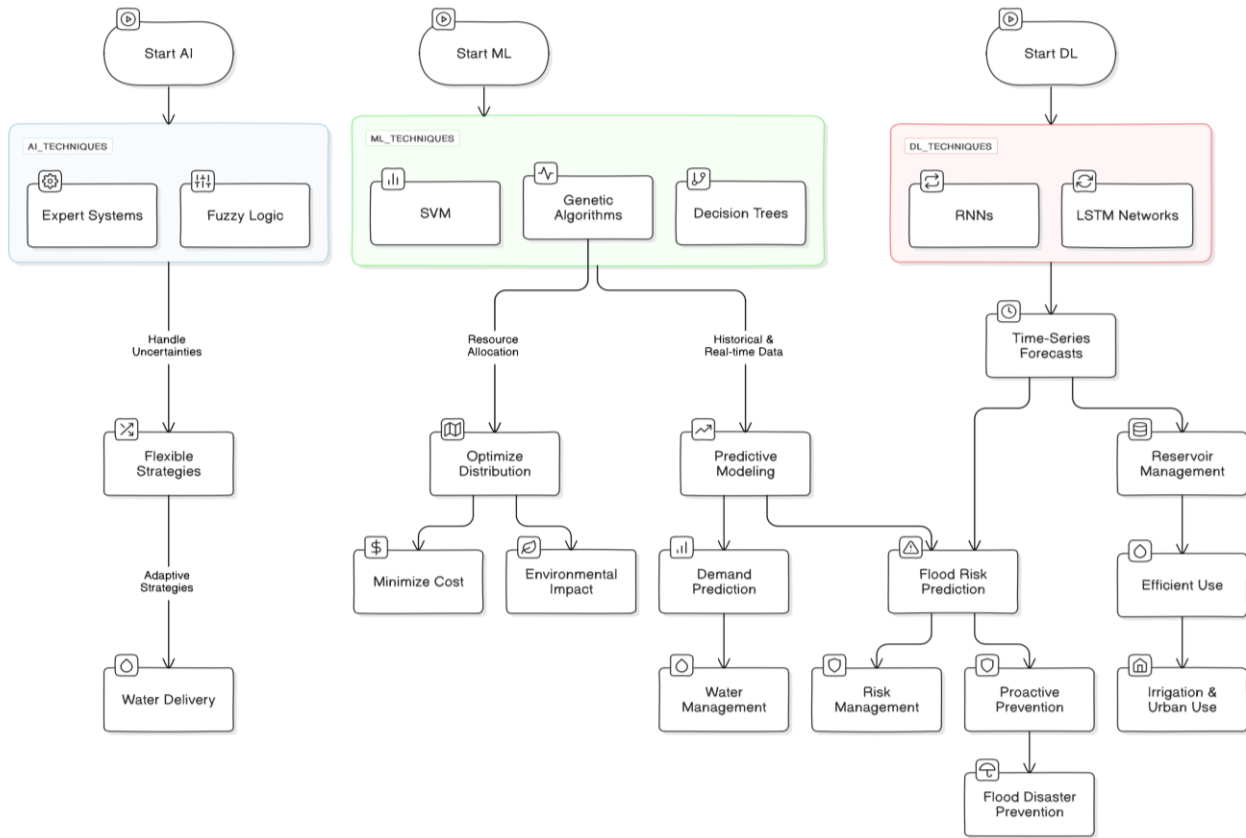 Start AI
Start ML
Start DL
AI_TECHNIQUES
Expert Systems
Fuzzy Logic
ML_TECHNIQUES
SVM
Genetic
Algorithms
Decision Trees
DL_TECHNIQUES
RNNs
LSTM Networks
Handle
Uncertainties
Resource
Allocation
Historical &
Real-time Data
Time-Series
Forecasts
Flexible
Strategies
Optimize
Distribution
Predictive
Modeling
Reservoir
Management
Adaptive
Strategies
Minimize Cost
Environmental
Impact
Demand
Prediction
Flood Risk
Prediction
Efficient Use
Water Delivery
Water
Management
Risk
Management
Proactive
Prevention
Irrigation &
Urban Use
Flood Disaster
Prevention